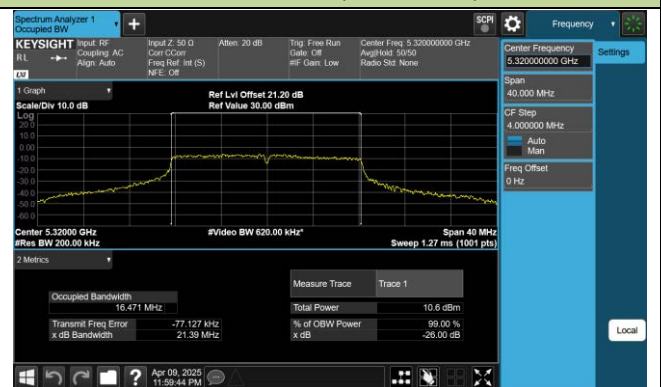 Spectrum Analyzer 1
Occupied BW
KEYSIGHT
RL
Input: RF
Coupling: AC
Align: Auto
Input Z: 50 Ω
Corr CCorr
Freq Ref: Int (S)
NFE: Off
Atten: 20 dB
Trig: Free Run
Gate: Off
#IF Gain: Low
Center Freq: 5.320000000 GHz
Avg|Hold: 50/50
Radio Std: None
SCPI
Frequency
Center Frequency
5.320000000 GHz
Settings
Span
40.000 MHz
CF Step
4.000000 MHz
Auto
Man
Freq Offset
0 Hz
Local
1 Graph
Scale/Div 10.0 dB
Ref Lvl Offset 21.20 dB
Ref Value 30.00 dBm
Log
20.0
10.0
0.00
-10.0
-20.0
-30.0
-40.0
-50.0
-60.0
Center 5.32000 GHz
#Res BW 200.00 kHz
#Video BW 620.00 kHz*
Span 40 MHz
Sweep 1.27 ms (1001 pts)
2 Metrics
Measure Trace Trace 1
Occupied Bandwidth
16.471 MHz
Total Power 10.6 dBm
Transmit Freq Error -77.127 kHz
% of OBW Power 99.00 %
x dB Bandwidth 21.39 MHz
x dB -26.00 dB
Apr 09, 2025
11:59:44 PM